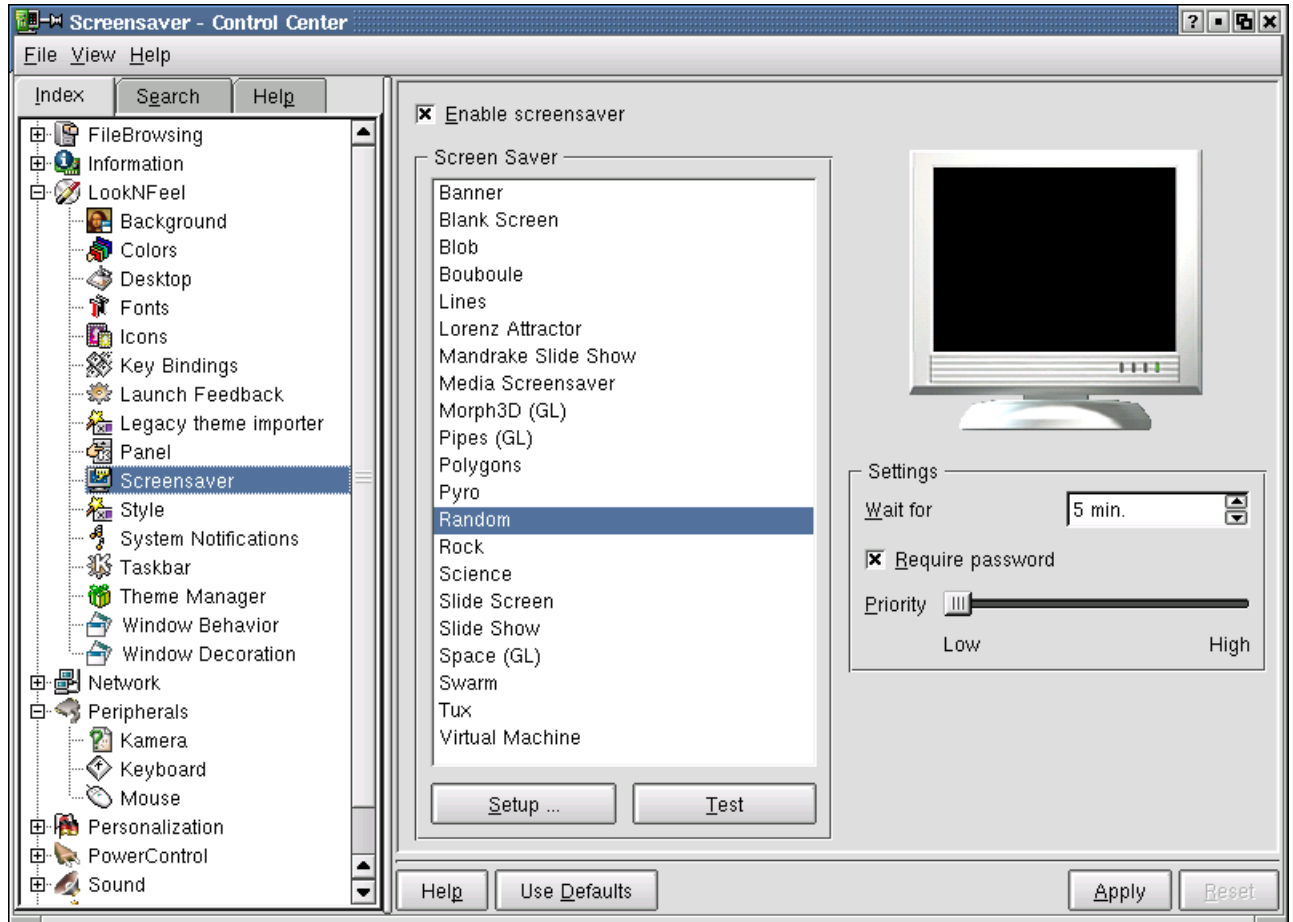 Screensaver - Control Center
File View Help
Index Search Help
FileBrowsing
Information
LookNFeel
Background
Colors
Desktop
Fonts
Icons
Key Bindings
Launch Feedback
Legacy theme importer
Panel
Screensaver
Style
System Notifications
Taskbar
Theme Manager
Window Behavior
Window Decoration
Network
Peripherals
Kamera
Keyboard
Mouse
Personalization
PowerControl
Sound
Enable screensaver
Screen Saver
Banner
Blank Screen
Blob
Bouboule
Lines
Lorenz Attractor
Mandrake Slide Show
Media Screensaver
Morph3D (GL)
Pipes (GL)
Polygons
Pyro
Random
Rock
Science
Slide Screen
Slide Show
Space (GL)
Swarm
Tux
Virtual Machine
Setup ... Test
Settings
Wait for 5 min.
Require password
Priority
Low High
Help Use Defaults Apply Reset